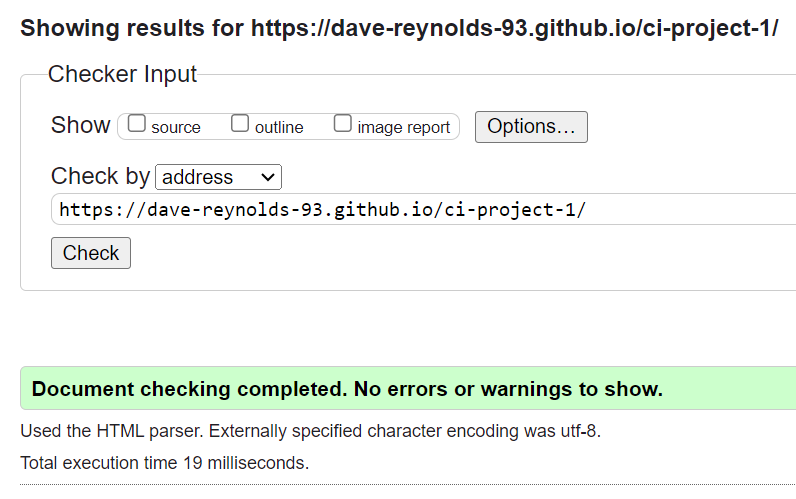 Showing results for https://dave-reynolds-93.github.io/ci-project-1/
Checker Input
Show source outline image report Options…
Check by address
https://dave-reynolds-93.github.io/ci-project-1/
Check
Document checking completed. No errors or warnings to show.
Used the HTML parser. Externally specified character encoding was utf-8.
Total execution time 19 milliseconds.